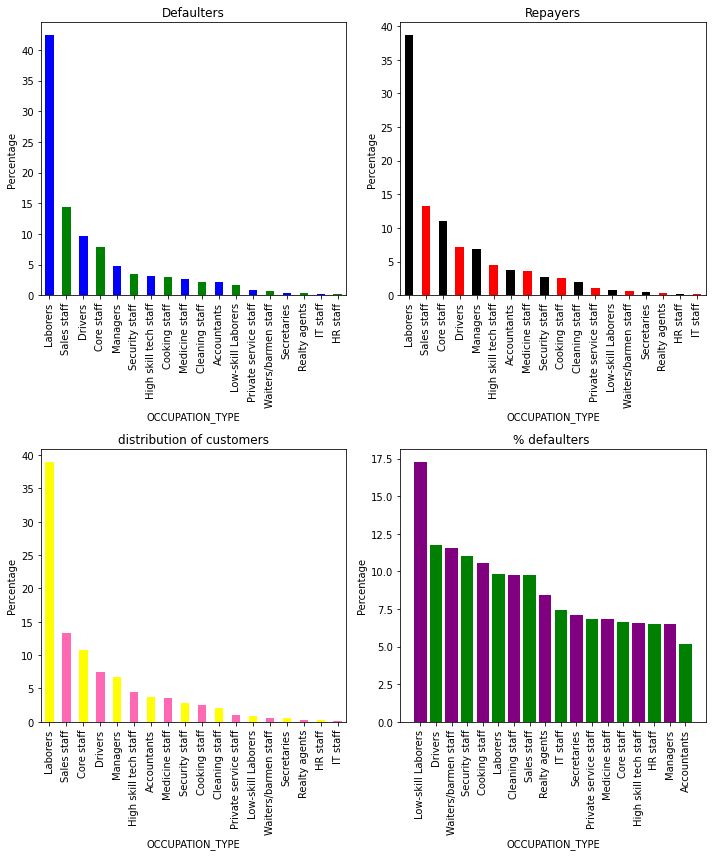 Defaulters
Percentage
40
35
30
25
20
15
10
5
0
Laborers
Sales staff
Drivers
Core staff
Managers
Security staff
High skill tech staff
Cooking staff
Medicine staff
Cleaning staff
Accountants
Low-skill Laborers
Private service staff
Waiters/barmen staff
Secretaries
Realty agents
IT staff
HR staff
OCCUPATION_TYPE
Repayers
Percentage
40
35
30
25
20
15
10
5
0
Laborers
Sales staff
Core staff
Drivers
Managers
High skill tech staff
Accountants
Medicine staff
Security staff
Cooking staff
Cleaning staff
Private service staff
Low-skill Laborers
Waiters/barmen staff
Secretaries
Realty agents
HR staff
IT staff
OCCUPATION_TYPE
distribution of customers
Percentage
40
35
30
25
20
15
10
5
0
Laborers
Sales staff
Core staff
Drivers
Managers
High skill tech staff
Accountants
Medicine staff
Security staff
Cooking staff
Cleaning staff
Private service staff
Low-skill Laborers
Waiters/barmen staff
Secretaries
Realty agents
HR staff
IT staff
OCCUPATION_TYPE
% defaulters
Percentage
17.5
15.0
12.5
10.0
7.5
5.0
2.5
0.0
Low-skill Laborers
Drivers
Waiters/barmen staff
Security staff
Cooking staff
Laborers
Cleaning staff
Sales staff
Realty agents
IT staff
Secretaries
Private service staff
Medicine staff
Core staff
High skill tech staff
HR staff
Managers
Accountants
OCCUPATION_TYPE